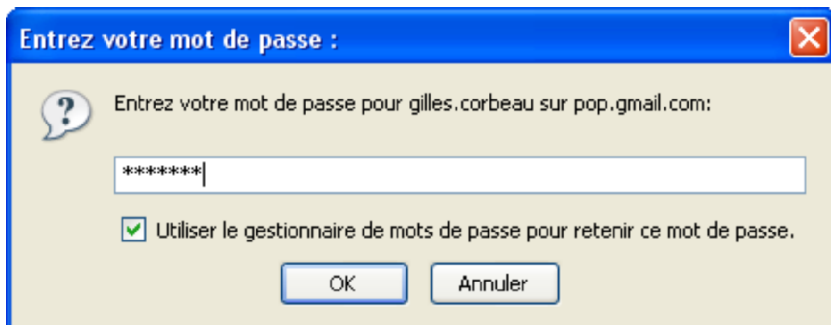 Entrez votre mot de passe :
Entrez votre mot de passe pour gilles.corbeau sur pop.gmail.com:
*******
Utiliser le gestionnaire de mots de passe pour retenir ce mot de passe.
OK
Annuler